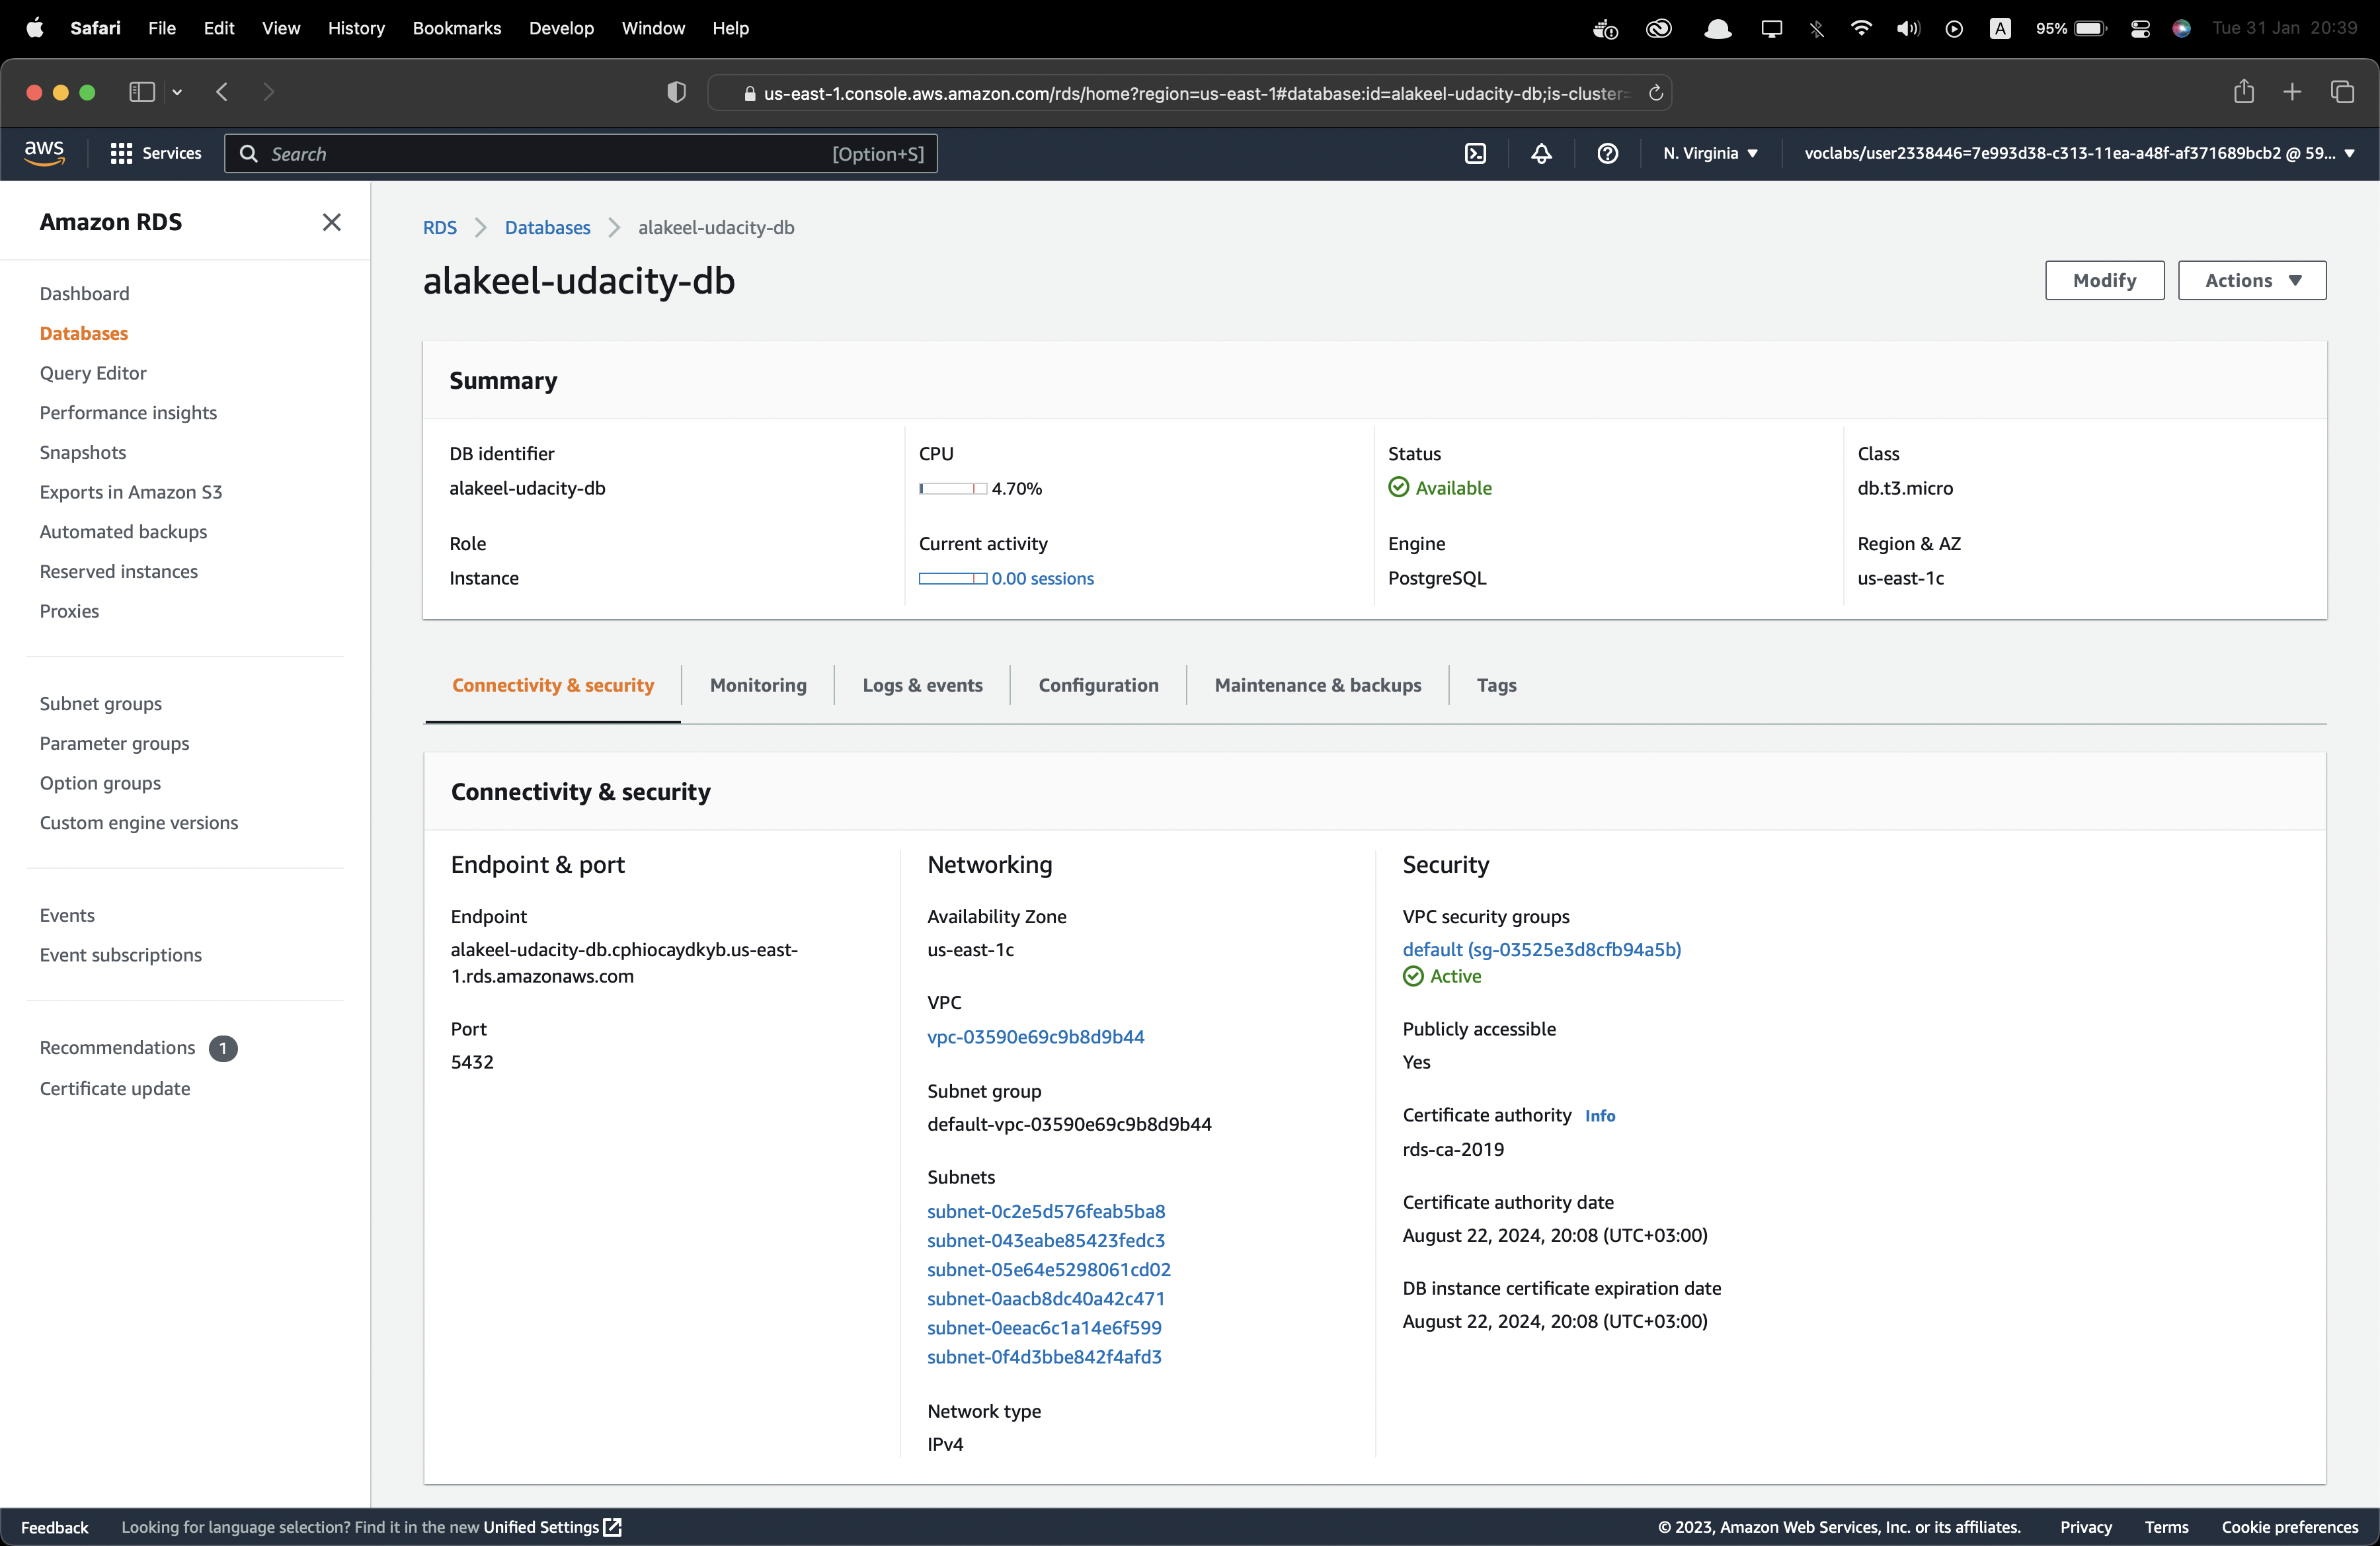 Safari File Edit View History Bookmarks Develop Window Help
A 95% Tue 31 Jan 20:39
us-east-1.console.aws.amazon.com/rds/home?region=us-east-1#database:id=alakeel-udacity-db;is-cluster=
aws Services Search [Option+S] N. Virginia voclabs/user2338446=7e993d38-c313-11ea-a48f-af371689bcb2 @ 59...
Amazon RDS
Dashboard
Databases
Query Editor
Performance insights
Snapshots
Exports in Amazon S3
Automated backups
Reserved instances
Proxies
Subnet groups
Parameter groups
Option groups
Custom engine versions
Events
Event subscriptions
Recommendations 1
Certificate update
RDS Databases alakeel-udacity-db
alakeel-udacity-db
Modify Actions
Summary
DB identifier
alakeel-udacity-db
Role
Instance
CPU
4.70%
Current activity
0.00 sessions
Status
Available
Engine
PostgreSQL
Class
db.t3.micro
Region & AZ
us-east-1c
Connectivity & security Monitoring Logs & events Configuration Maintenance & backups Tags
Connectivity & security
Endpoint & port
Endpoint
alakeel-udacity-db.cphiocaydkyb.us-east-
1.rds.amazonaws.com
Port
5432
Networking
Availability Zone
us-east-1c
VPC
vpc-03590e69c9b8d9b44
Subnet group
default-vpc-03590e69c9b8d9b44
Subnets
subnet-0c2e5d576feab5ba8
subnet-043eabe85423fedc3
subnet-05e64e5298061cd02
subnet-0aacb8dc40a42c471
subnet-0eeac6c1a14e6f599
subnet-0f4d3bbe842f4afd3
Network type
IPv4
Security
VPC security groups
default (sg-03525e3d8cfb94a5b)
Active
Publicly accessible
Yes
Certificate authority Info
rds-ca-2019
Certificate authority date
August 22, 2024, 20:08 (UTC+03:00)
DB instance certificate expiration date
August 22, 2024, 20:08 (UTC+03:00)
Feedback Looking for language selection? Find it in the new Unified Settings © 2023, Amazon Web Services, Inc. or its affiliates. Privacy Terms Cookie preferences